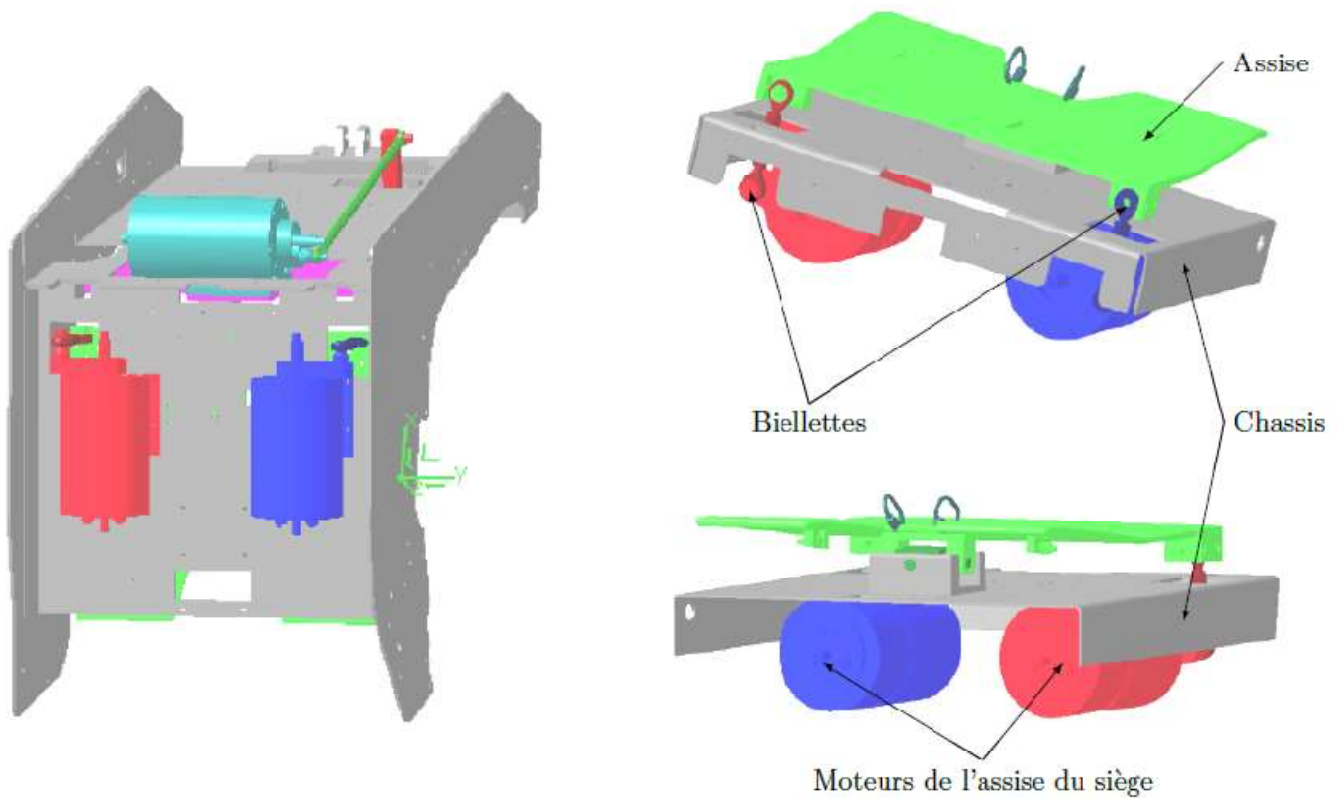 Assise
Biellettes
Chassis
X
Y
Z
Moteurs de l'assise du siège